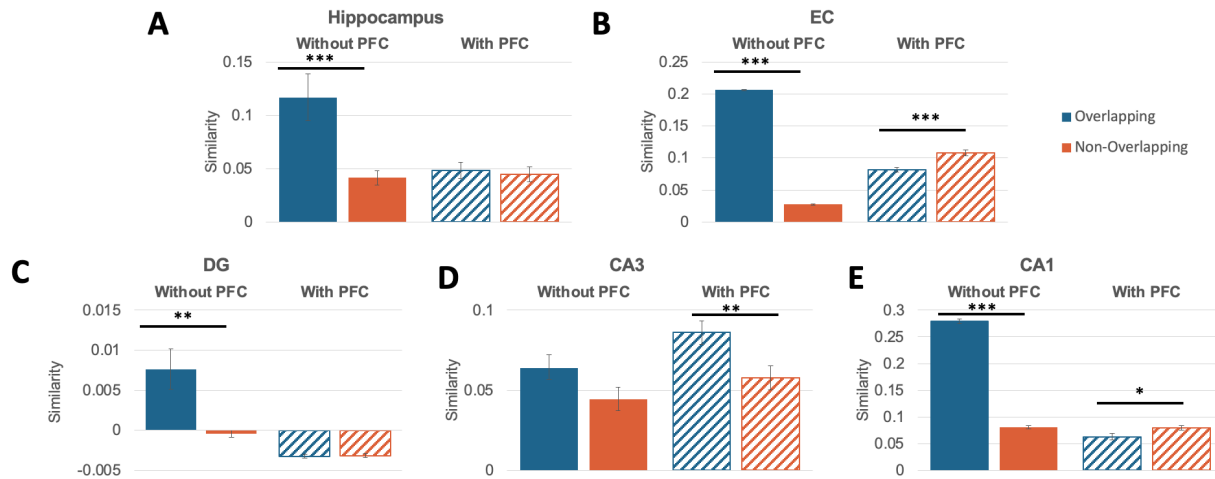 A
Hippocampus
Without PFC
With PFC
***
0.15
0.1
0.05
0
Similarity
B
EC
Without PFC
With PFC
***
***
0.25
0.2
0.15
0.1
0.05
0
Similarity
Overlapping
Non-Overlapping
C
DG
Without PFC
With PFC
**
0.015
0.01
0.005
0
-0.005
Similarity
D
CA3
Without PFC
With PFC
**
0.1
0.05
0
Similarity
E
CA1
Without PFC
With PFC
***
*
0.3
0.25
0.2
0.15
0.1
0.05
0
Similarity